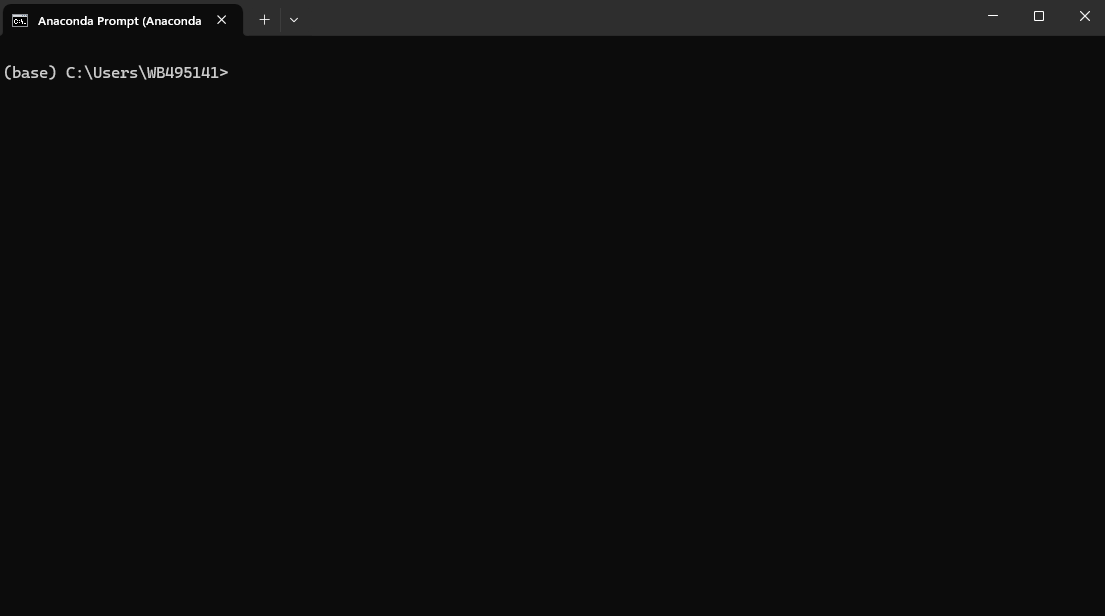 Anaconda Prompt (Anaconda
(base) C:\Users\WB495141>